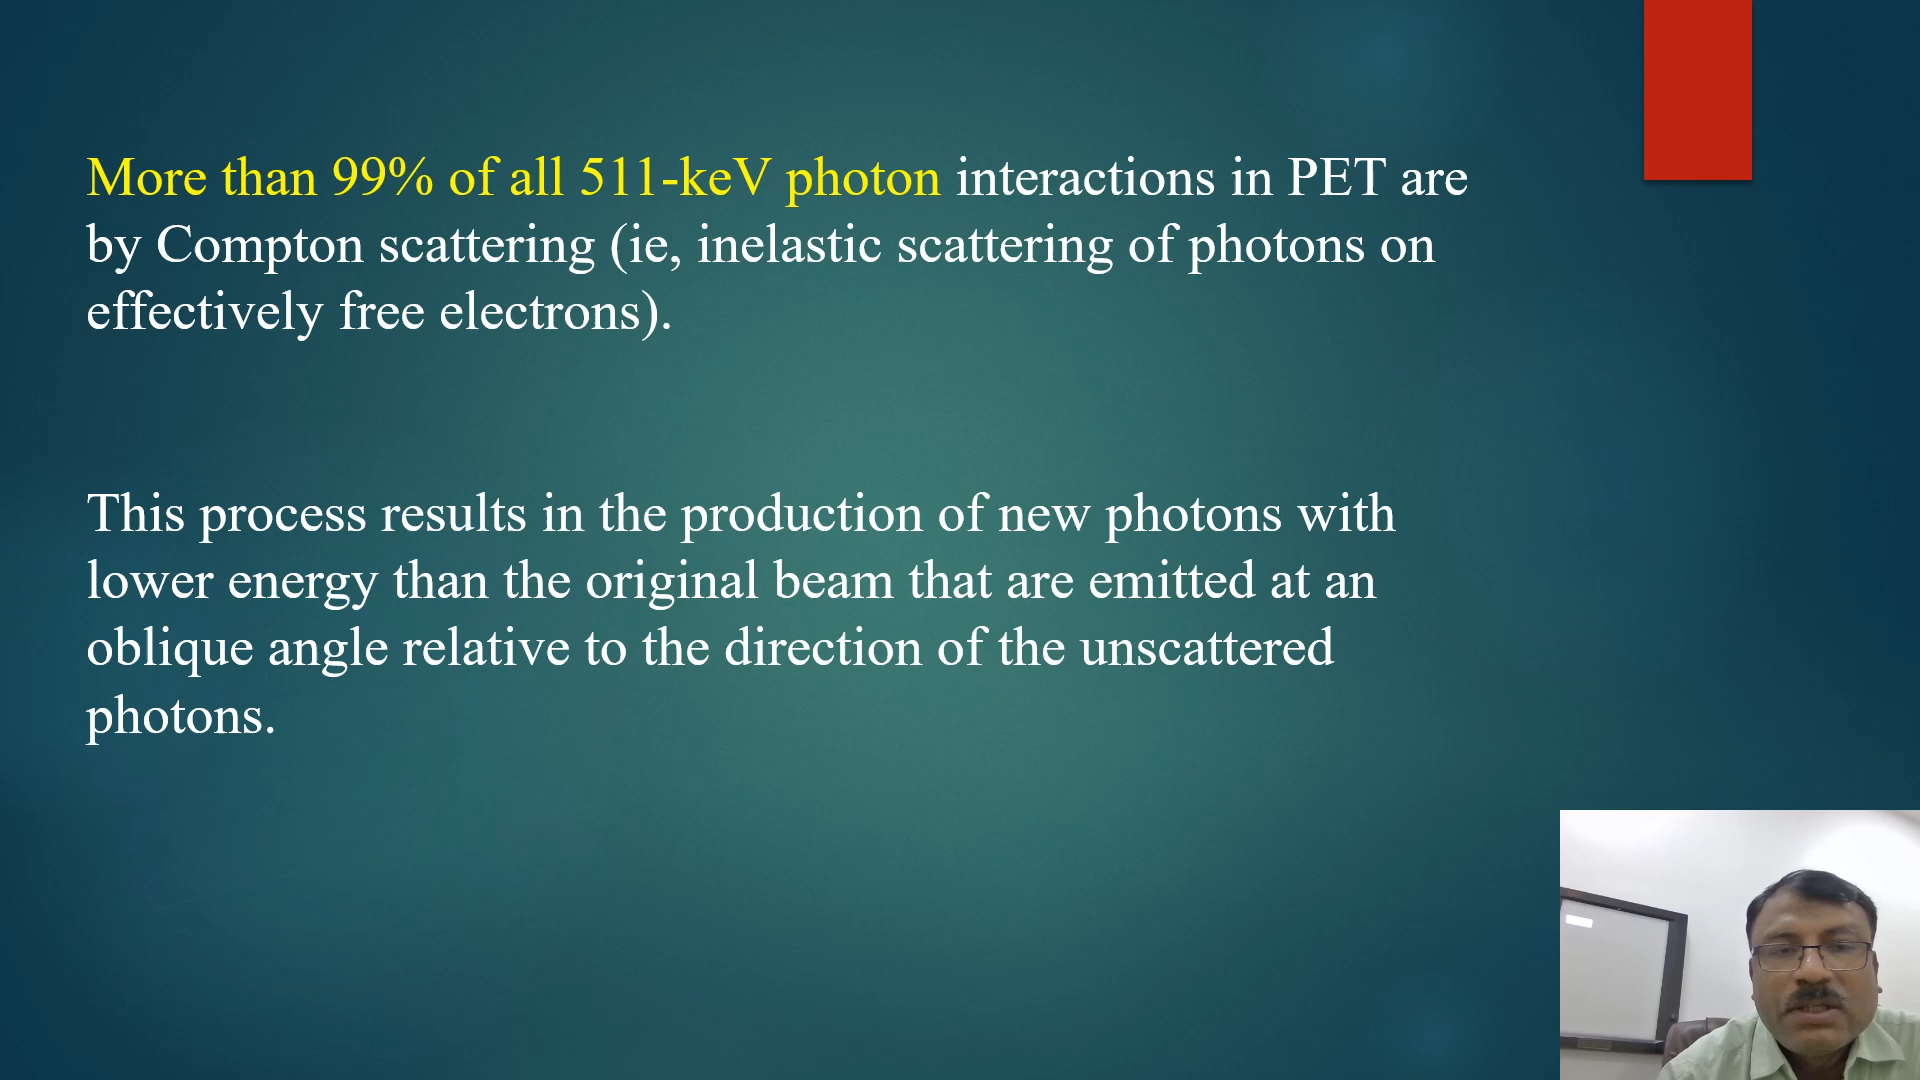 More than 99% of all 511-keV photon interactions in PET are
by Compton scattering (ie, inelastic scattering of photons on
effectively free electrons).
This process results in the production of new photons with
lower energy than the original beam that are emitted at an
oblique angle relative to the direction of the unscattered
photons.